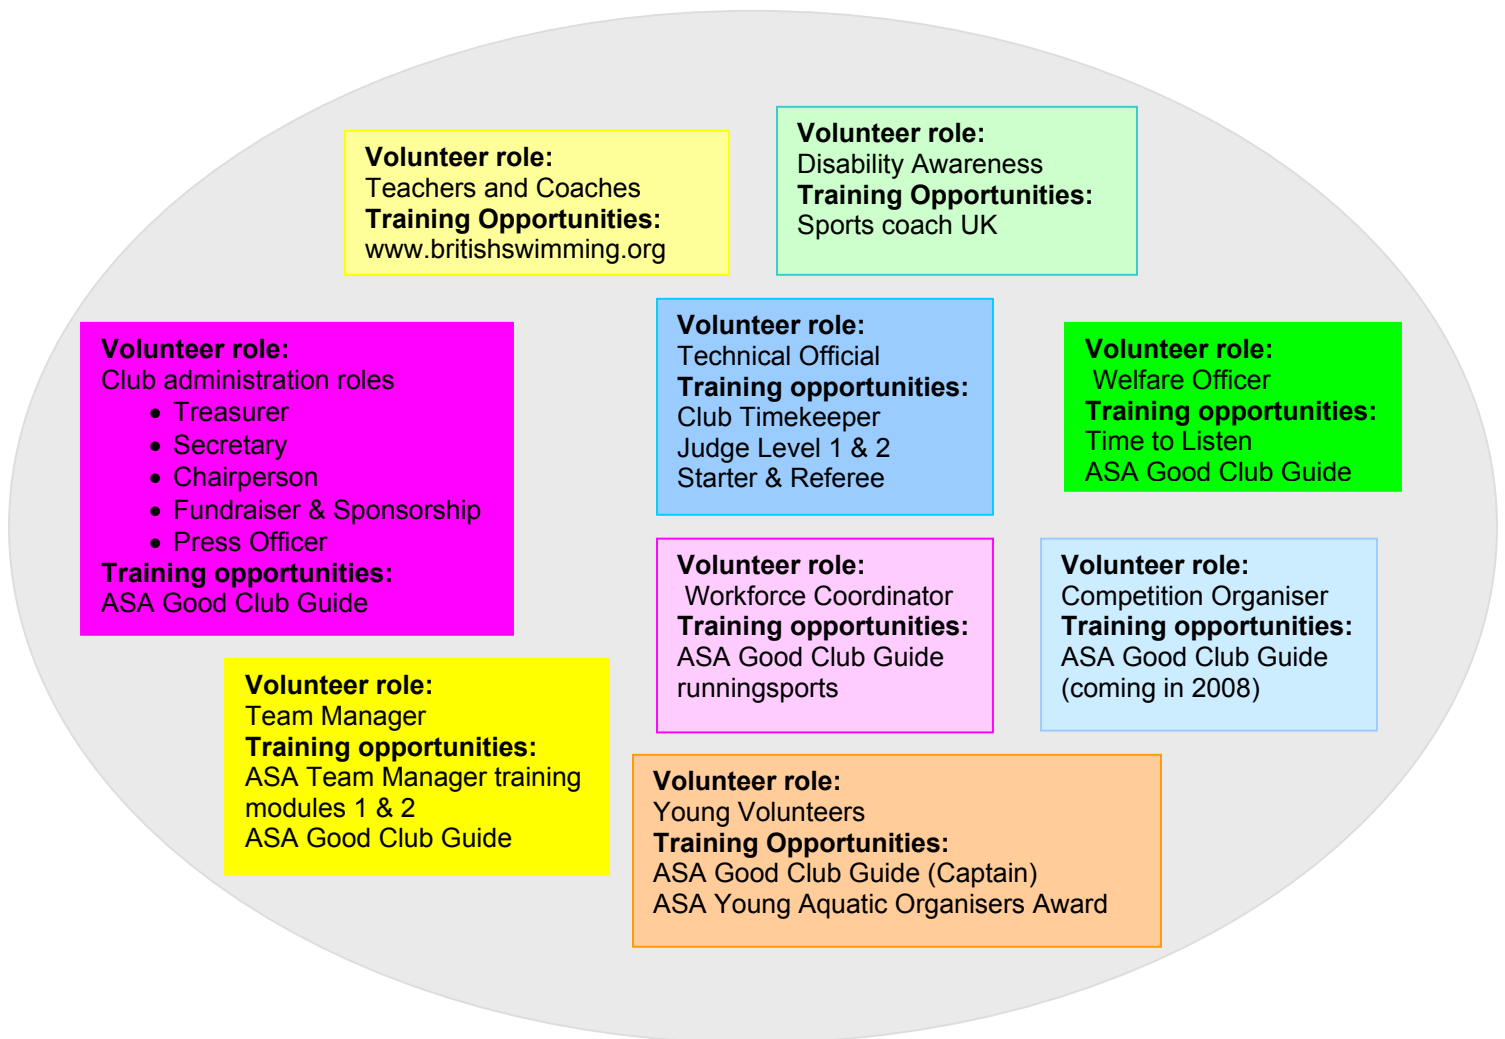 Volunteer role:
Teachers and Coaches
Training Opportunities:
www.britishswimming.org
Volunteer role:
Disability Awareness
Training Opportunities:
Sports coach UK
Volunteer role:
Club administration roles
• Treasurer
• Secretary
• Chairperson
• Fundraiser & Sponsorship
• Press Officer
Training opportunities:
ASA Good Club Guide
Volunteer role:
Technical Official
Training opportunities:
Club Timekeeper
Judge Level 1 & 2
Starter & Referee
Volunteer role:
Welfare Officer
Training opportunities:
Time to Listen
ASA Good Club Guide
Volunteer role:
Workforce Coordinator
Training opportunities:
ASA Good Club Guide
runningsports
Volunteer role:
Competition Organiser
Training opportunities:
ASA Good Club Guide
(coming in 2008)
Volunteer role:
Team Manager
Training opportunities:
ASA Team Manager training
modules 1 & 2
ASA Good Club Guide
Volunteer role:
Young Volunteers
Training Opportunities:
ASA Good Club Guide (Captain)
ASA Young Aquatic Organisers Award